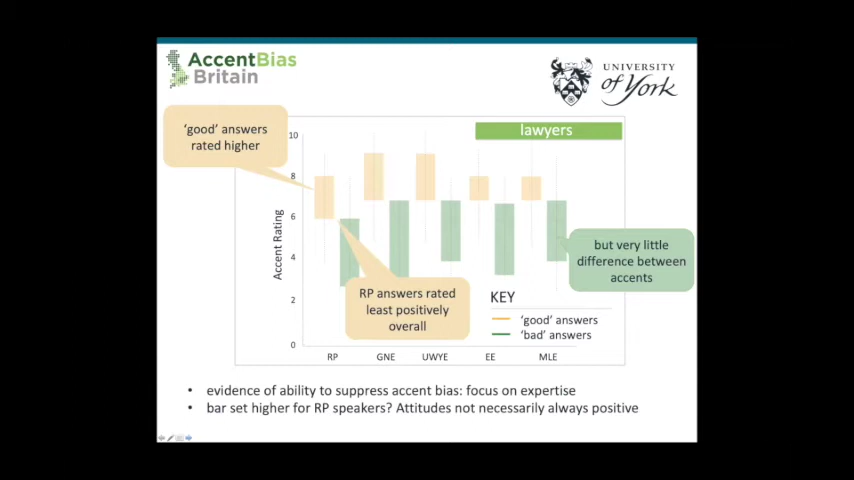 AccentBias
Britain
UNIVERSITY
of York
'good' answers
rated higher
lawyers
10
8
6
4
2
0
Accent Rating
but very little
difference between
accents
RP answers rated
least positively
overall
KEY
'good' answers
'bad' answers
RP GNE UWYE EE MLE
• evidence of ability to suppress accent bias: focus on expertise
• bar set higher for RP speakers? Attitudes not necessarily always positive